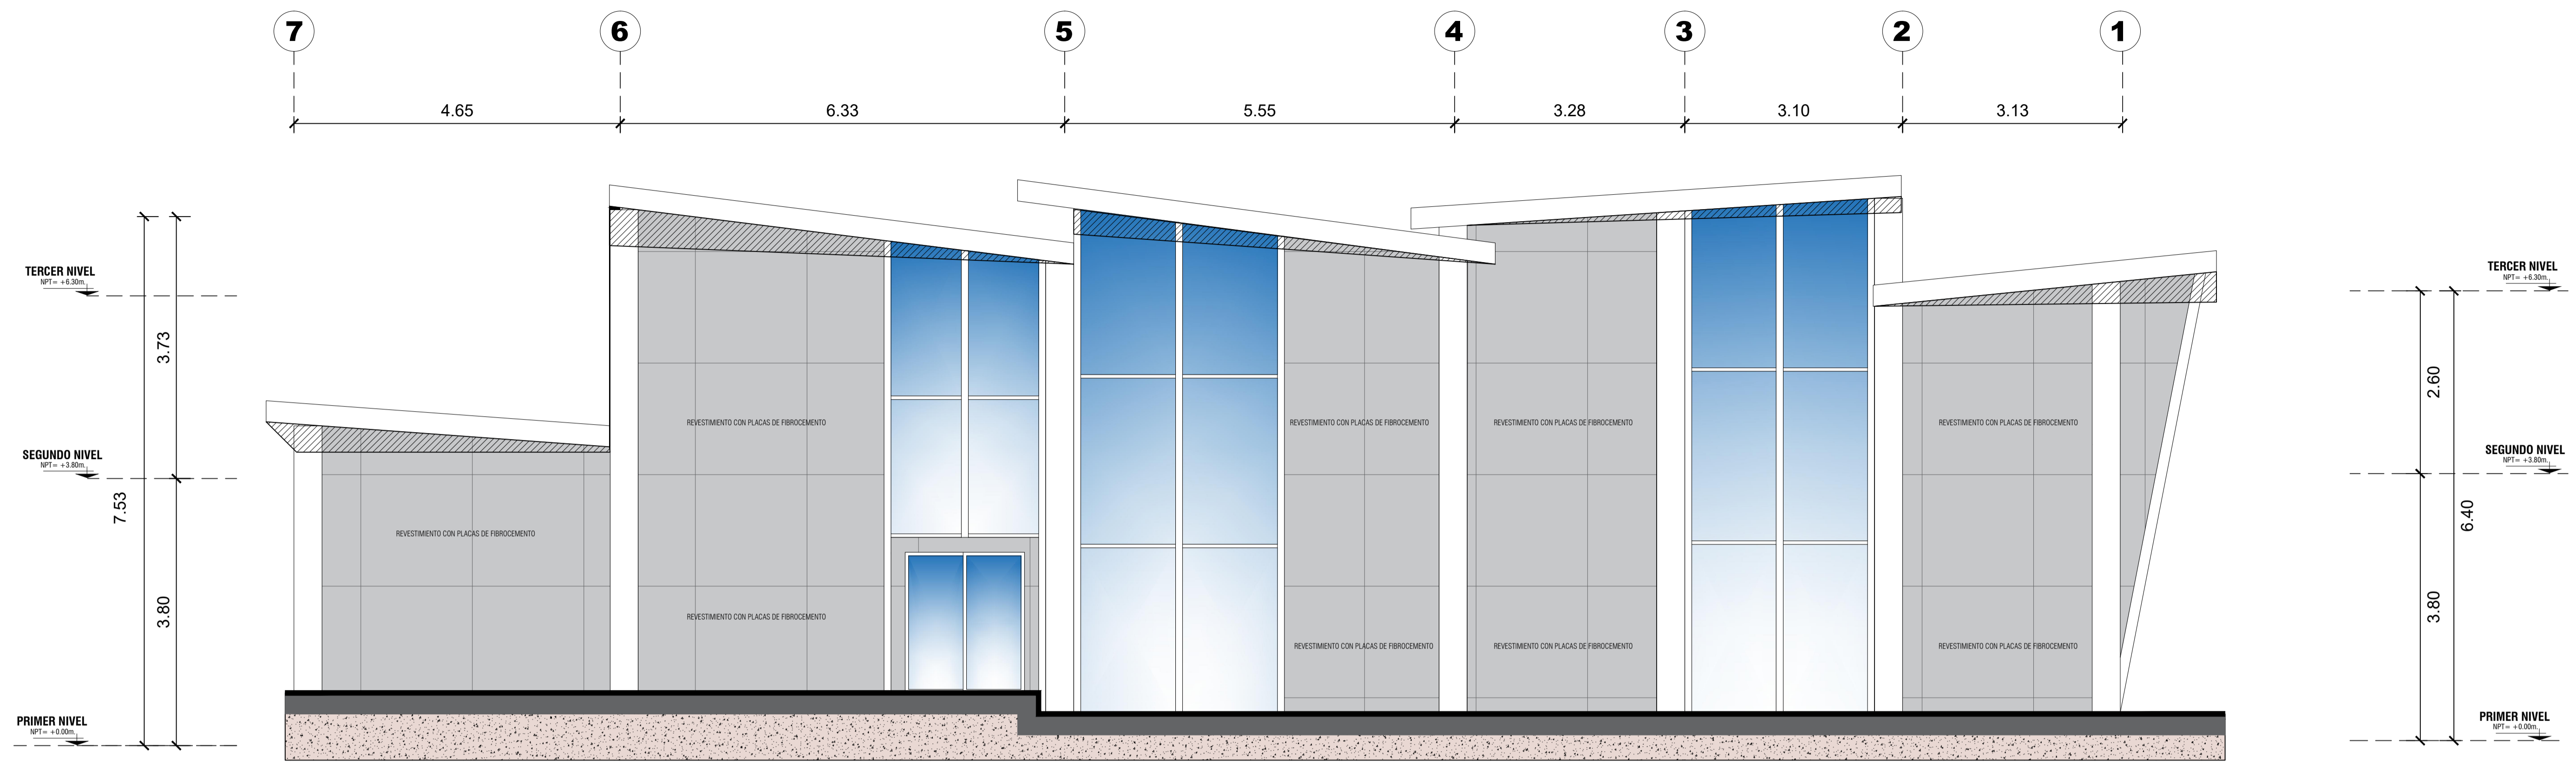 7
6
5
4
3
2
1
4.65
6.33
5.55
3.28
3.10
3.13
TERCER NIVEL
NPT= +6.30m.
SEGUNDO NIVEL
NPT= +3.80m.
PRIMER NIVEL
NPT= +0.00m.
7.53
3.73
3.80
REVESTIMIENTO CON PLACAS DE FIBROCEMENTO
REVESTIMIENTO CON PLACAS DE FIBROCEMENTO
REVESTIMIENTO CON PLACAS DE FIBROCEMENTO
REVESTIMIENTO CON PLACAS DE FIBROCEMENTO
REVESTIMIENTO CON PLACAS DE FIBROCEMENTO
REVESTIMIENTO CON PLACAS DE FIBROCEMENTO
REVESTIMIENTO CON PLACAS DE FIBROCEMENTO
REVESTIMIENTO CON PLACAS DE FIBROCEMENTO
REVESTIMIENTO CON PLACAS DE FIBROCEMENTO
2.60
3.80
6.40
TERCER NIVEL
NPT= +6.30m.
SEGUNDO NIVEL
NPT= +3.80m.
PRIMER NIVEL
NPT= +0.00m.